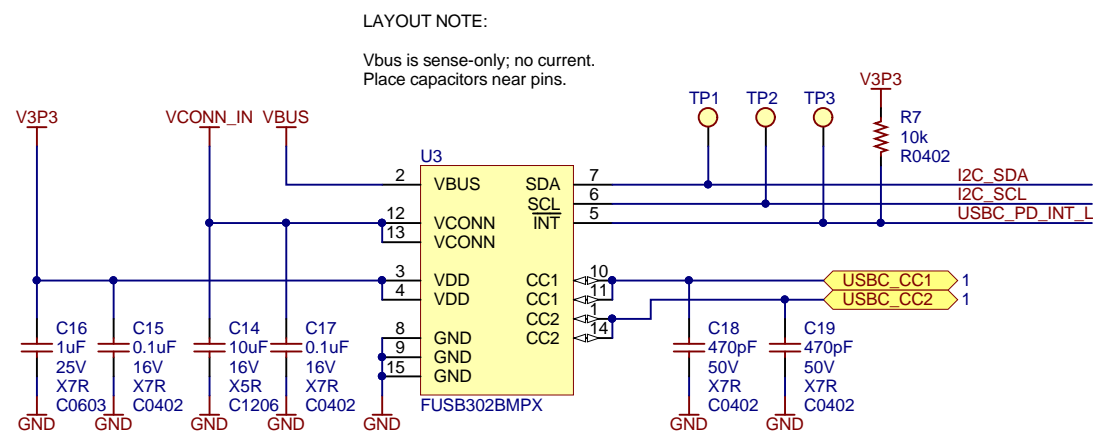 LAYOUT NOTE:
Vbus is sense-only; no current.
Place capacitors near pins.
V3P3
VCONN_IN
VBUS
TP1
TP2
TP3
V3P3
R7
10k
R0402
U3
2 VBUS
12 VCONN
13 VCONN
3 VDD
4 VDD
8 GND
9 GND
15 GND
SDA 7
SCL 6
INT 5
CC1 10
CC1 11
CC2 1
CC2 14
FUSB302BMPX
I2C_SDA
I2C_SCL
USBC_PD_INT_L
USBC_CC1 1
USBC_CC2 1
C16
1uF
25V
X7R
C0603
C15
0.1uF
16V
X7R
C0402
C14
10uF
16V
X5R
C1206
C17
0.1uF
16V
X7R
C0402
C18
470pF
50V
X7R
C0402
C19
470pF
50V
X7R
C0402
GND
GND
GND
GND
GND
GND
GND